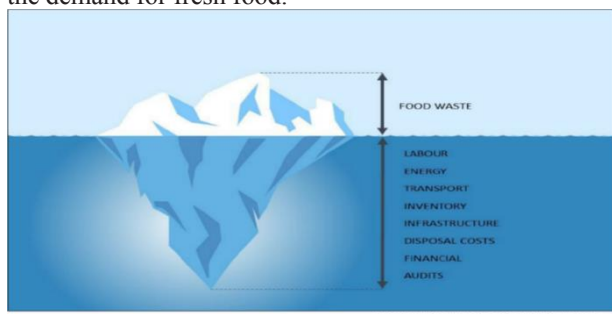 the demand for fresh food.
FOOD WASTE
LABOUR
ENERGY
TRANSPORT
INVENTORY
INFRASTRUCTURE
DISPOSAL COSTS
FINANCIAL
AUDITS